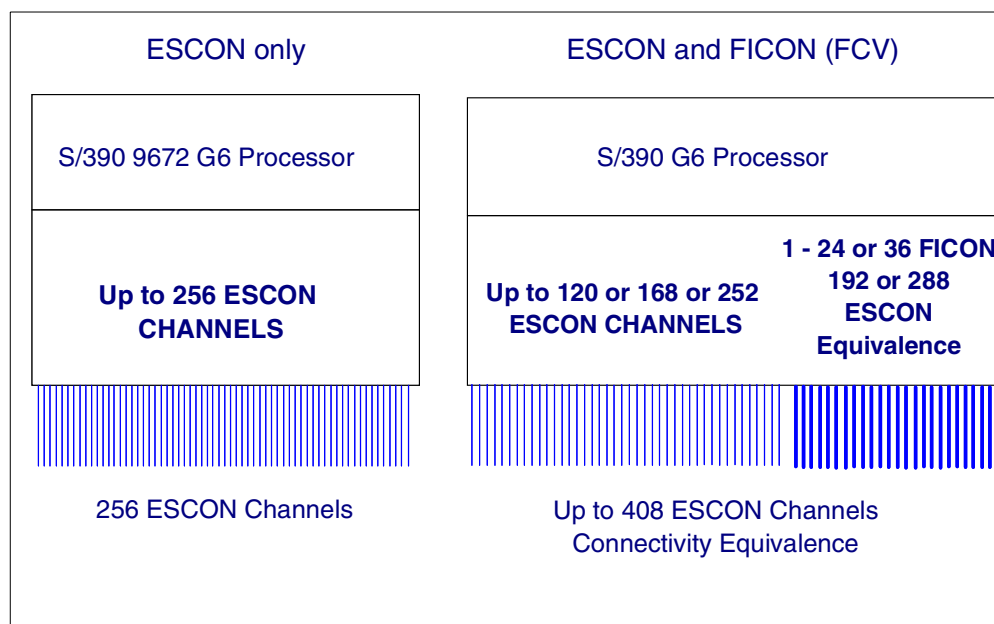 ESCON only
S/390 9672 G6 Processor
Up to 256 ESCON
CHANNELS
256 ESCON Channels
ESCON and FICON (FCV)
S/390 G6 Processor
Up to 120 or 168 or 252
ESCON CHANNELS
1 - 24 or 36 FICON
192 or 288
ESCON
Equivalence
Up to 408 ESCON Channels
Connectivity Equivalence